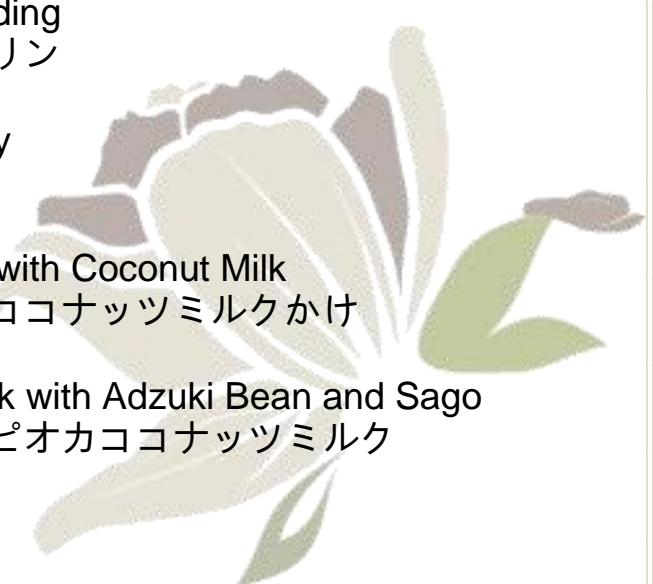 ding
リン
y
with Coconut Milk
ココナッツミルクかけ
k with Adzuki Bean and Sago
ピオカココナッツミルク